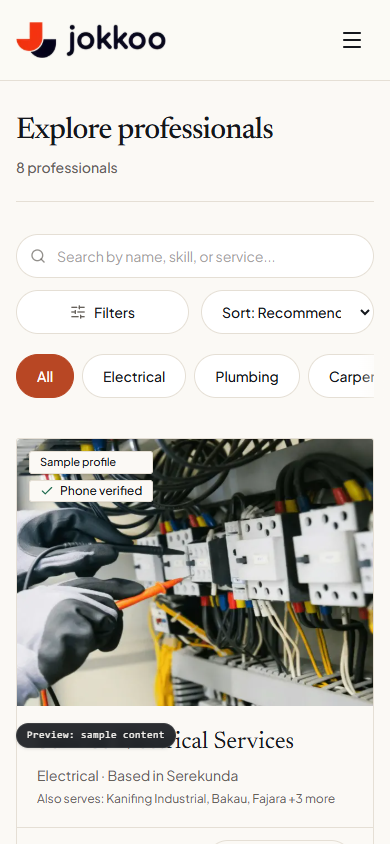 jokkoo
Explore professionals
8 professionals
Search by name, skill, or service...
Filters
Sort: Recommenc
All
Electrical
Plumbing
Carper
Sample profile
Phone verified
Preview: sample content
ical Services
Electrical · Based in Serekunda
Also serves: Kanifing Industrial, Bakau, Fajara +3 more